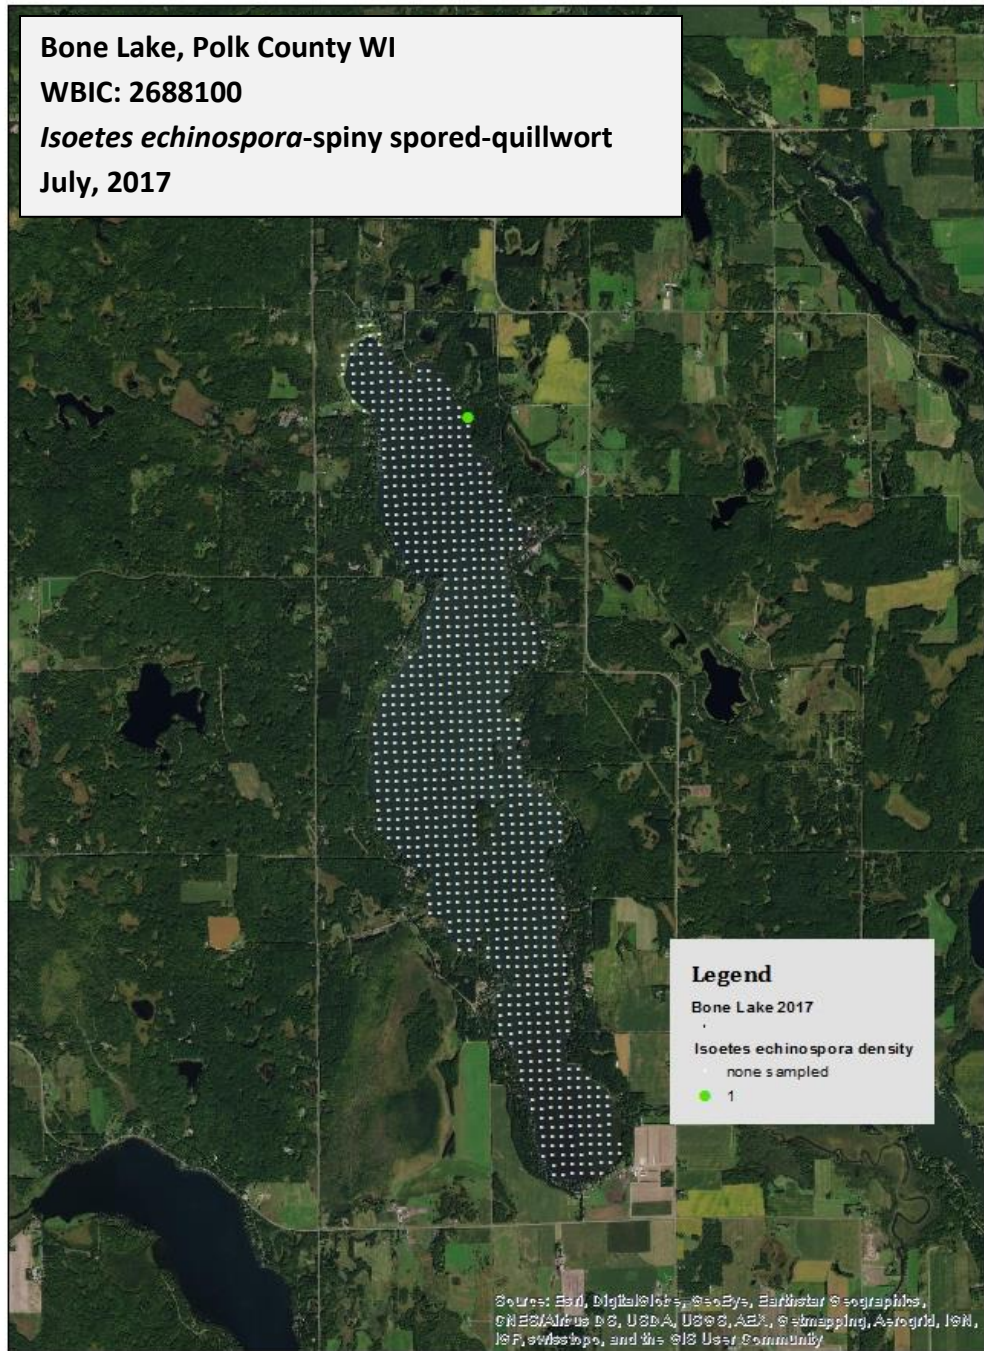 Bone Lake, Polk County WI
WBIC: 2688100
Isoetes echinospora-spiny spored-quillwort
July, 2017
Legend
Bone Lake 2017
Isoetes echinospora density
none sampled
1
Source: Esri, DigitalGlobe, GeoEye, Earthstar Geographics,
CNES/Airbus DS, USDA, USGS, AEX, Getmapping, Aerogrid, IGN,
IGP, swisstopo, and the GIS User Community